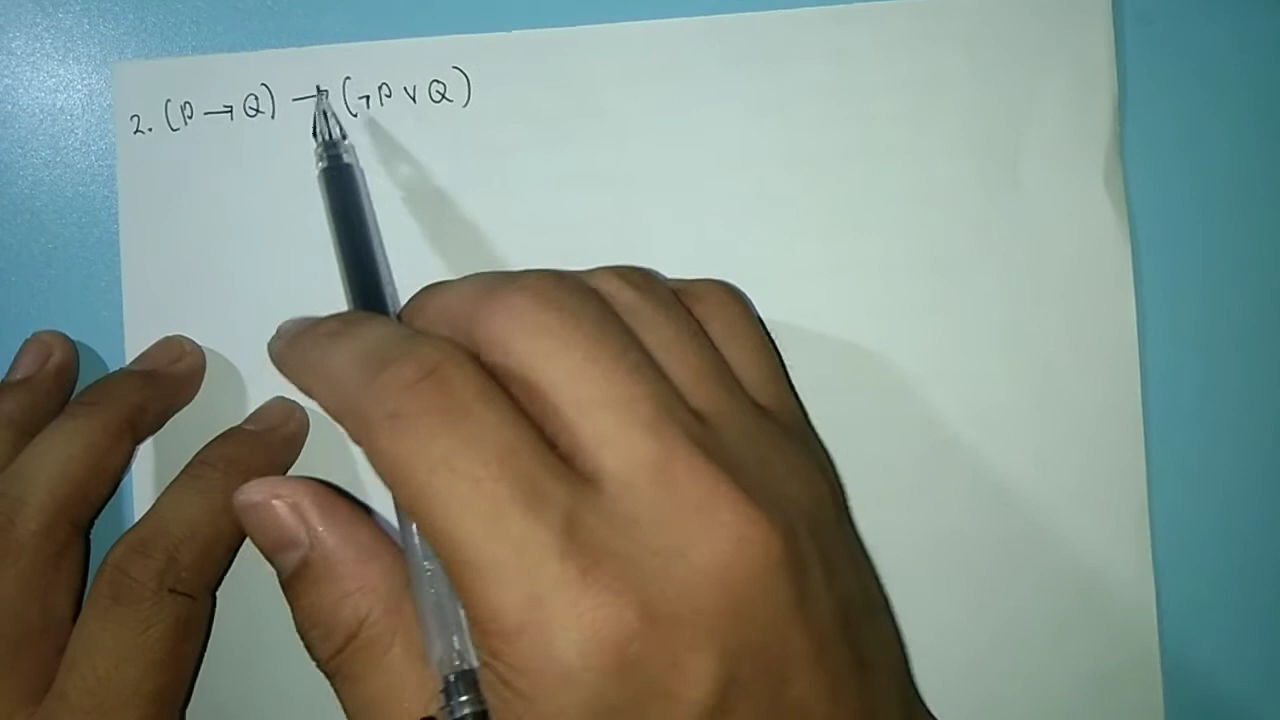 2. (P → Q) → (¬P ∨ Q)